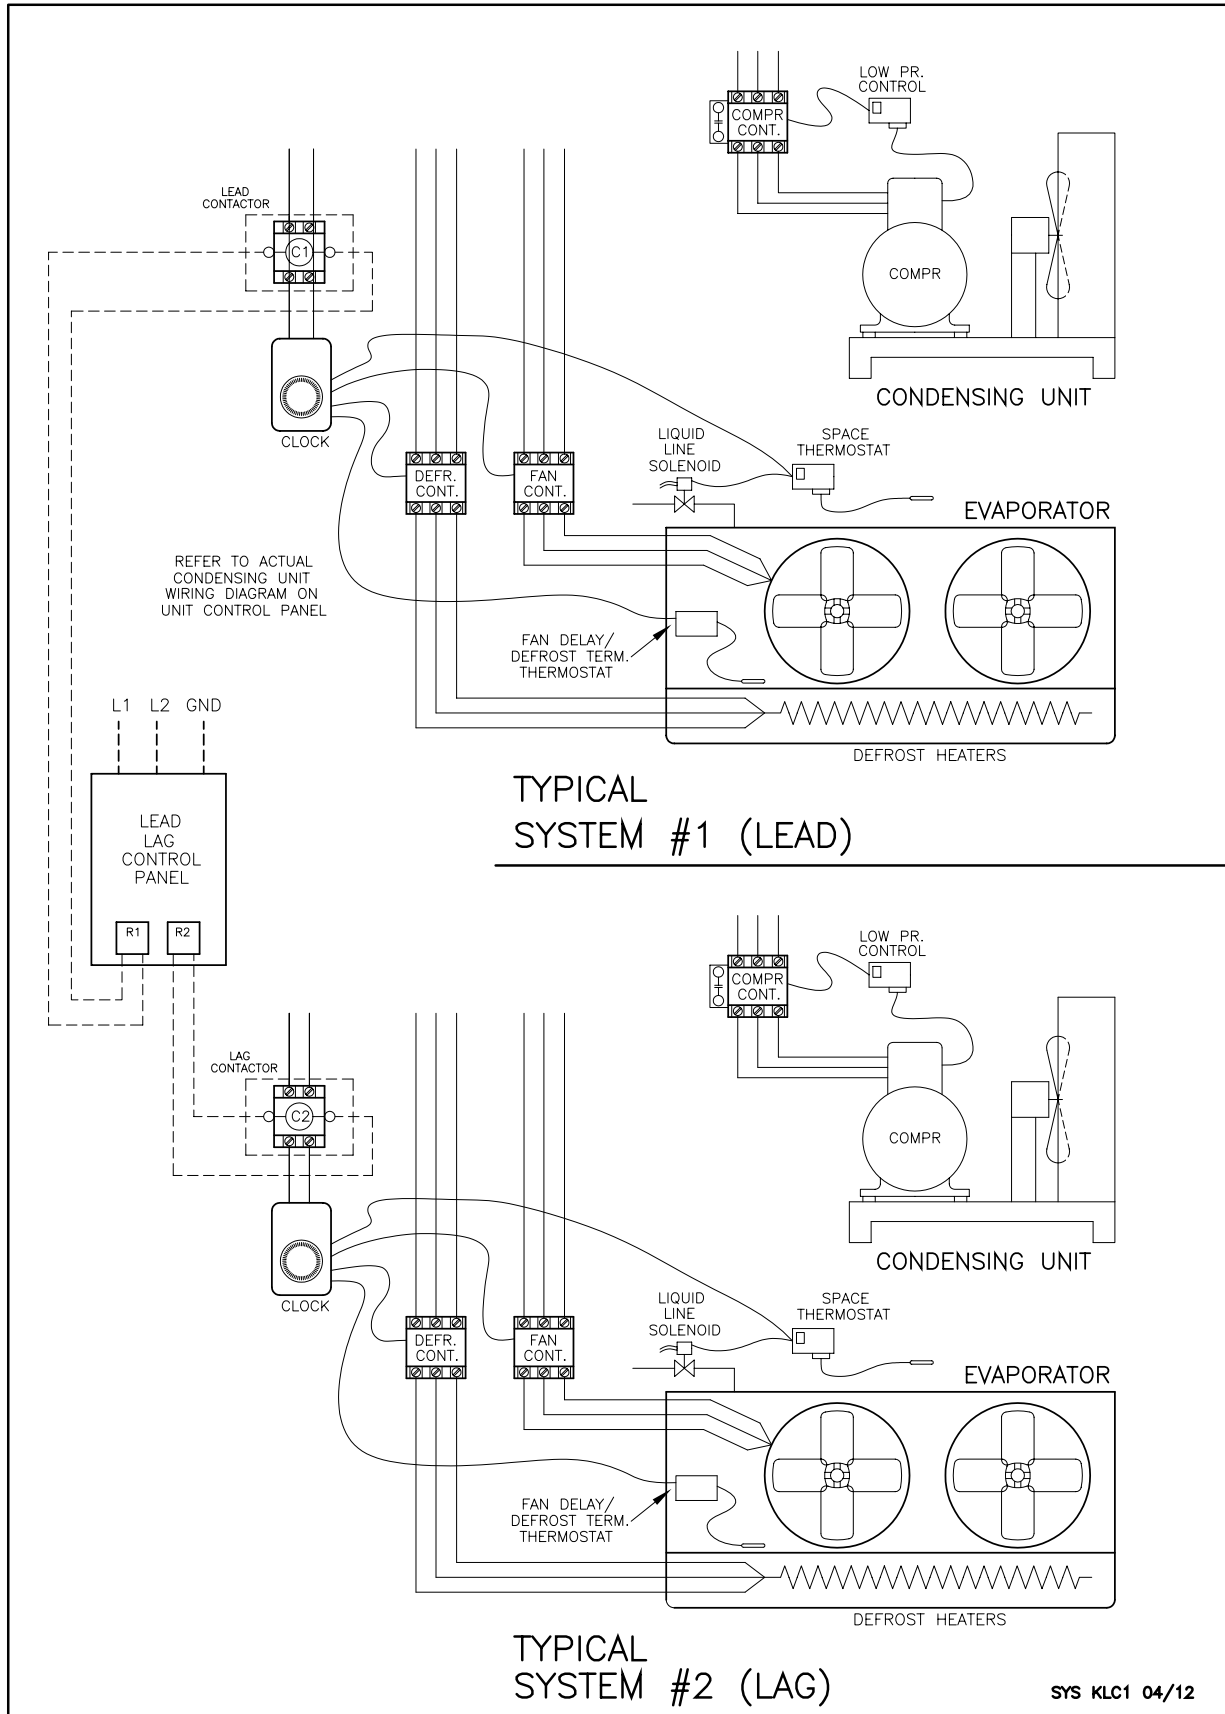 LOW PR.
CONTROL
COMPR
CONT.
LEAD
CONTACTOR
C1
COMPR
CONDENSING UNIT
CLOCK
LIQUID
LINE
SOLENOID
SPACE
THERMOSTAT
DEFR.
CONT.
FAN
CONT.
EVAPORATOR
REFER TO ACTUAL
CONDENSING UNIT
WIRING DIAGRAM ON
UNIT CONTROL PANEL
FAN DELAY/
DEFROST TERM.
THERMOSTAT
L1 L2 GND
DEFROST HEATERS
TYPICAL
SYSTEM #1 (LEAD)
LEAD
LAG
CONTROL
PANEL
R1 R2
LOW PR.
CONTROL
COMPR
CONT.
LAG
CONTACTOR
C2
COMPR
CONDENSING UNIT
CLOCK
LIQUID
LINE
SOLENOID
SPACE
THERMOSTAT
DEFR.
CONT.
FAN
CONT.
EVAPORATOR
FAN DELAY/
DEFROST TERM.
THERMOSTAT
DEFROST HEATERS
TYPICAL
SYSTEM #2 (LAG)
SYS KLC1 04/12